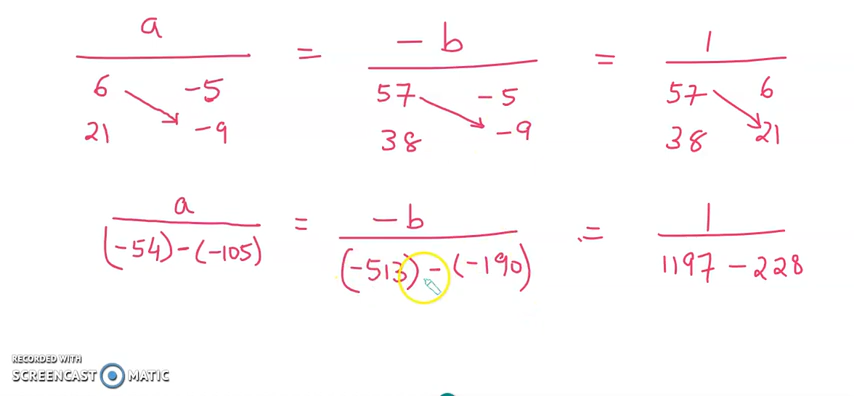 a = -b = 1
6 -5 57 -5 57 6
21 -9 38 -9 38 21
a = -b = 1
(-54)-(-105) (-513)-(-190) 1197-228
RECORDED WITH
SCREENCAST MATIC